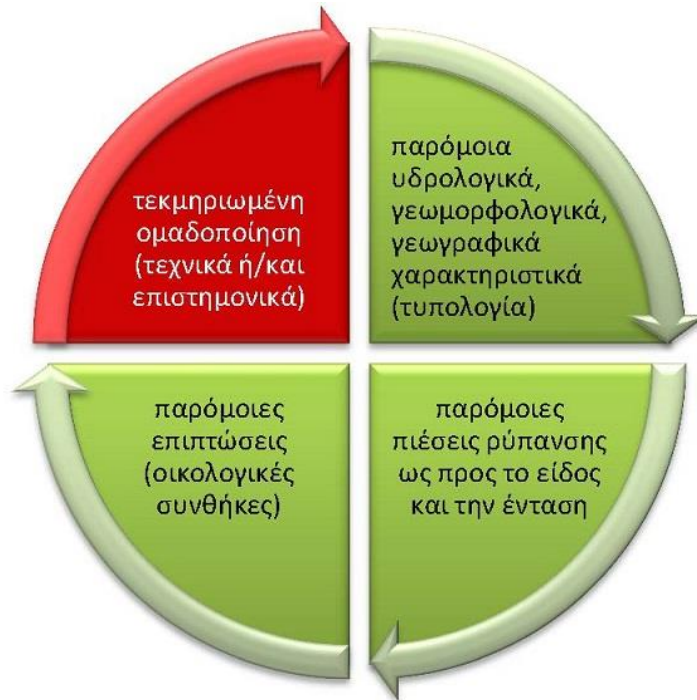 τεκμηριωμένη
ομαδοποίηση
(τεχνικά ή/και
επιστημονικά)
παρόμοια
υδρολογικά,
γεωμορφολογικά,
γεωγραφικά
χαρακτηριστικά
(τυπολογία)
παρόμοιες
επιπτώσεις
(οικολογικές
συνθήκες)
παρόμοιες
πιέσεις ρύπανσης
ως προς το είδος
και την ένταση